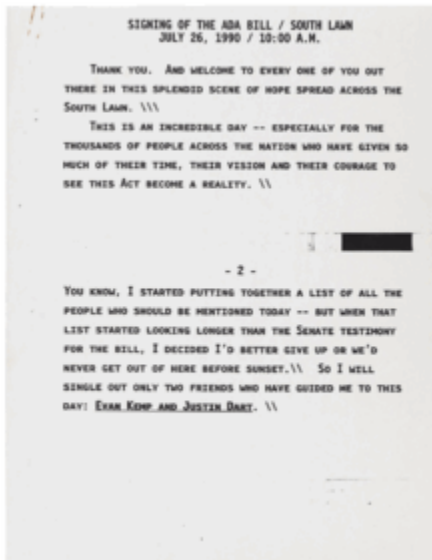 SIGNING OF THE ADA BILL / SOUTH LAWN
JULY 26, 1990 / 10:00 A.M.
THANK YOU. AND WELCOME TO EVERY ONE OF YOU OUT
THERE IN THIS SPLENDID SCENE OF HOPE SPREAD ACROSS THE
SOUTH LAWN. \\\
THIS IS AN INCREDIBLE DAY -- ESPECIALLY FOR THE
THOUSANDS OF PEOPLE ACROSS THE NATION WHO HAVE GIVEN SO
MUCH OF THEIR TIME, THEIR VISION AND THEIR COURAGE TO
SEE THIS ACT BECOME A REALITY. \\
- 2 -
YOU KNOW, I STARTED PUTTING TOGETHER A LIST OF ALL THE
PEOPLE WHO SHOULD BE MENTIONED TODAY -- BUT WHEN THAT
LIST STARTED LOOKING LONGER THAN THE SENATE TESTIMONY
FOR THE BILL, I DECIDED I'D BETTER GIVE UP OR WE'D
NEVER GET OUT OF HERE BEFORE SUNSET.\\ SO I WILL
SINGLE OUT ONLY TWO FRIENDS WHO HAVE GUIDED ME TO THIS
DAY: EVAN KEMP AND JUSTIN DART. \\